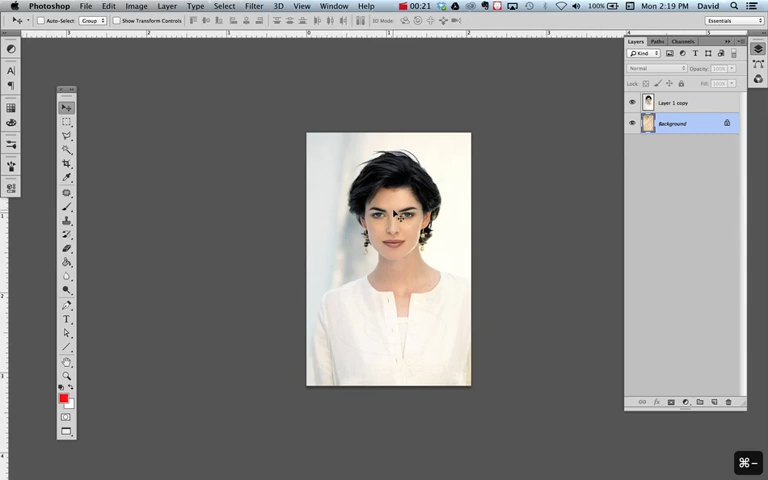 Photoshop File Edit Image Layer Type Select Filter 3D View Window Help 00:21 100% Mon 2:19 PM David
Auto-Select: Group Show Transform Controls 3D Mode: Essentials
Layers Paths Channels
Kind
Normal Opacity: 100%
Lock: Fill: 100%
Layer 1 copy
Background
⌘−